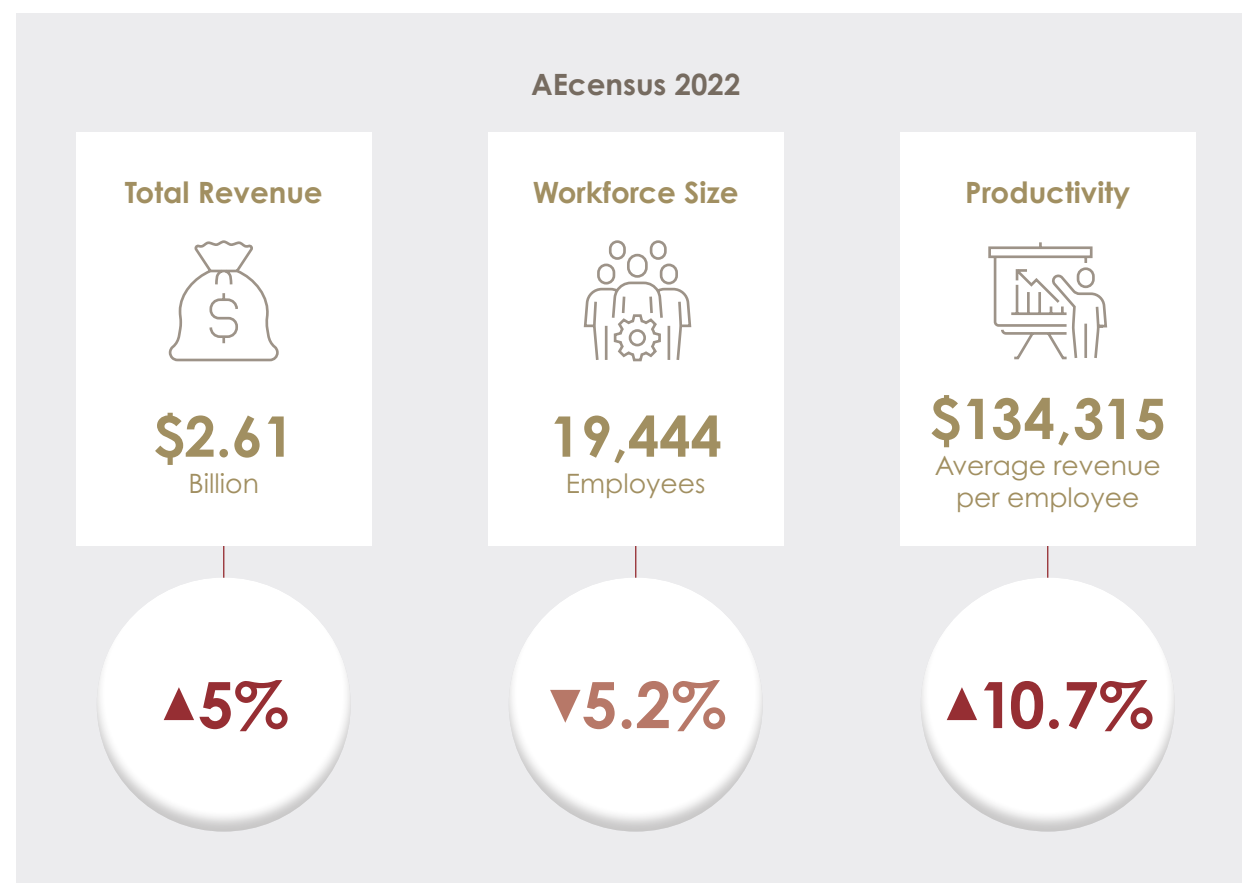 AEcensus 2022
Total Revenue
$
$2.61
Billion
▲5%
Workforce Size
19,444
Employees
▼5.2%
Productivity
$134,315
Average revenue
per employee
▲10.7%